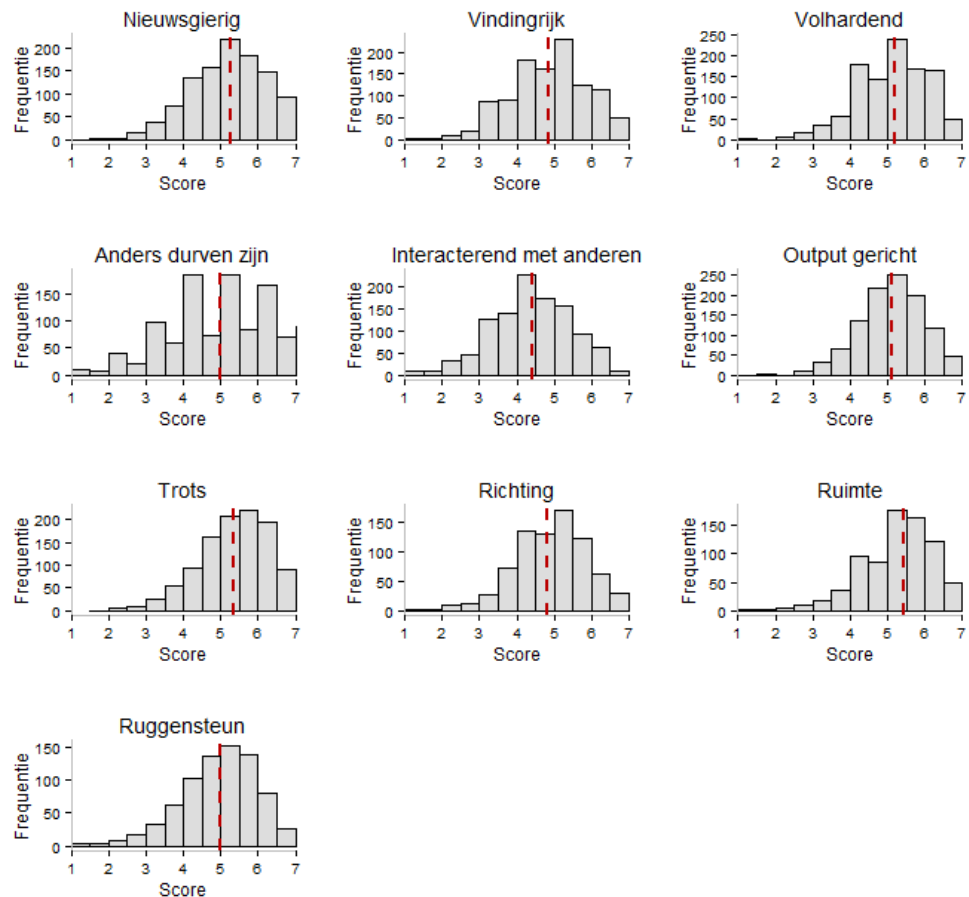 Nieuwsgierig
Frequentie
200
150
100
50
0
1 2 3 4 5 6 7
Score
Vindingrijk
Frequentie
200
150
100
50
0
1 2 3 4 5 6 7
Score
Volhardend
Frequentie
250
200
150
100
50
0
1 2 3 4 5 6 7
Score
Anders durven zijn
Frequentie
150
100
50
0
1 2 3 4 5 6 7
Score
Interacterend met anderen
Frequentie
200
150
100
50
0
1 2 3 4 5 6 7
Score
Output gericht
Frequentie
250
200
150
100
50
0
1 2 3 4 5 6 7
Score
Trots
Frequentie
200
150
100
50
0
1 2 3 4 5 6 7
Score
Richting
Frequentie
150
100
50
0
1 2 3 4 5 6 7
Score
Ruimte
Frequentie
150
100
50
0
1 2 3 4 5 6 7
Score
Ruggensteun
Frequentie
150
100
50
0
1 2 3 4 5 6 7
Score